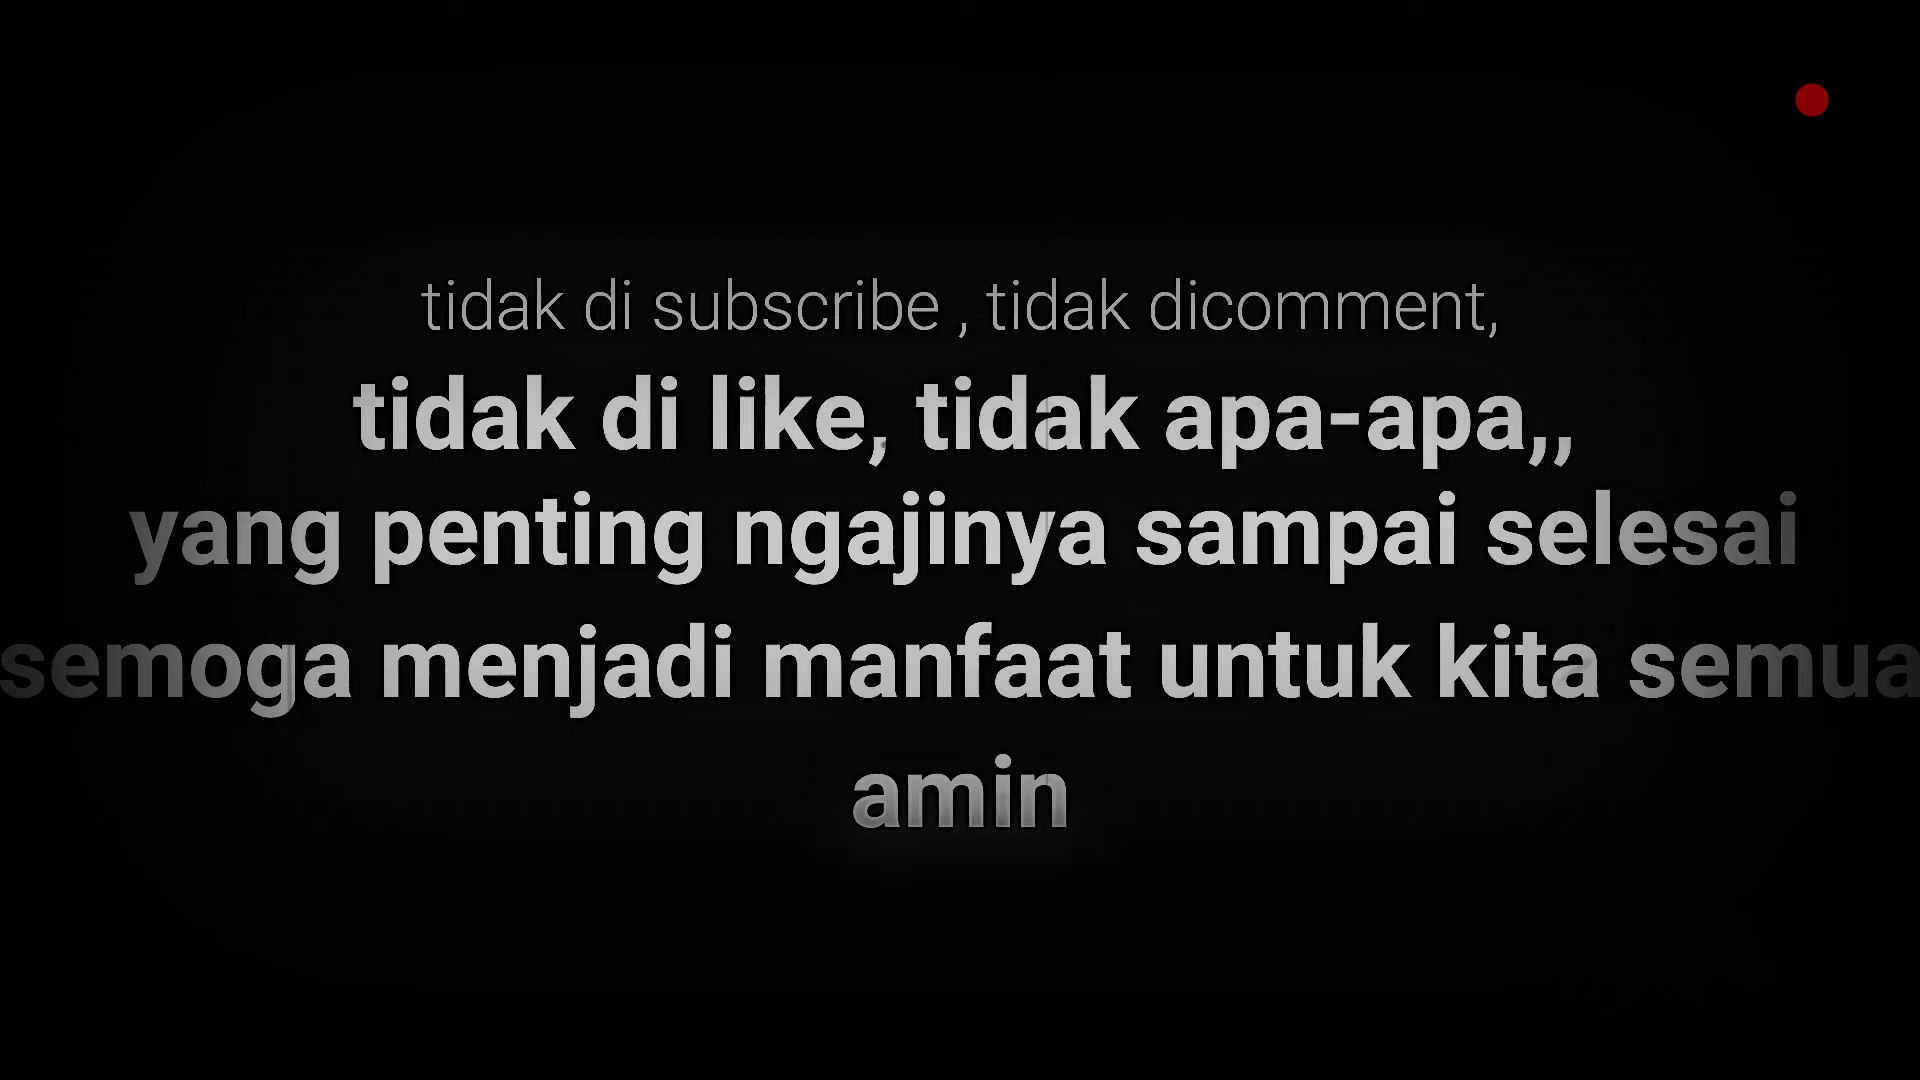 tidak di subscribe , tidak dicomment,
tidak di like, tidak apa-apa,,
yang penting ngajinya sampai selesai
semoga menjadi manfaat untuk kita semua
amin